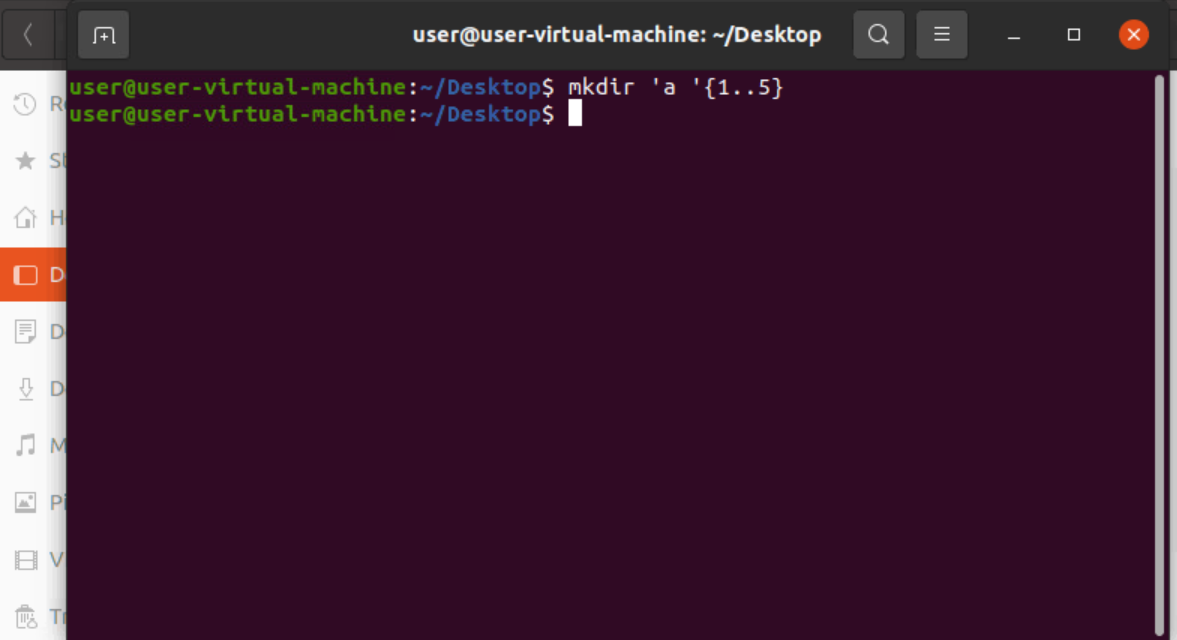 user@user-virtual-machine: ~/Desktop
user@user-virtual-machine:~/Desktop$ mkdir 'a '{1..5}
user@user-virtual-machine:~/Desktop$